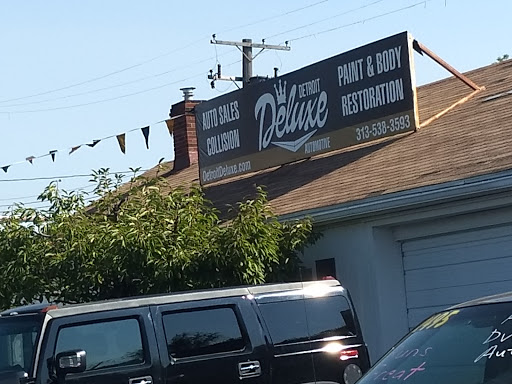 AUTO SALES
COLLISION
DETROIT
Deluxe
AUTOMOTIVE
PAINT & BODY
RESTORATION
DetroitDeluxe.com
313-538-3593